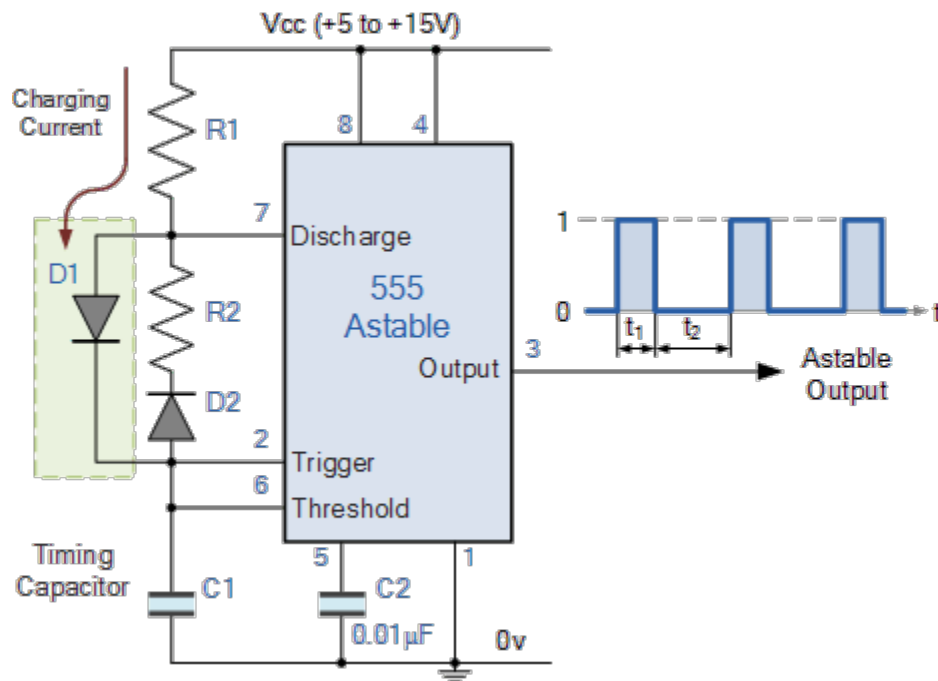 Vcc (+5 to +15V)
Charging
Current
R1
8
4
7
Discharge
D1
R2
555
Astable
1
0
t
t1
t2
3
Output
Astable
Output
D2
2
Trigger
6
Threshold
Timing
Capacitor
C1
5
C2
0.01µF
1
0v